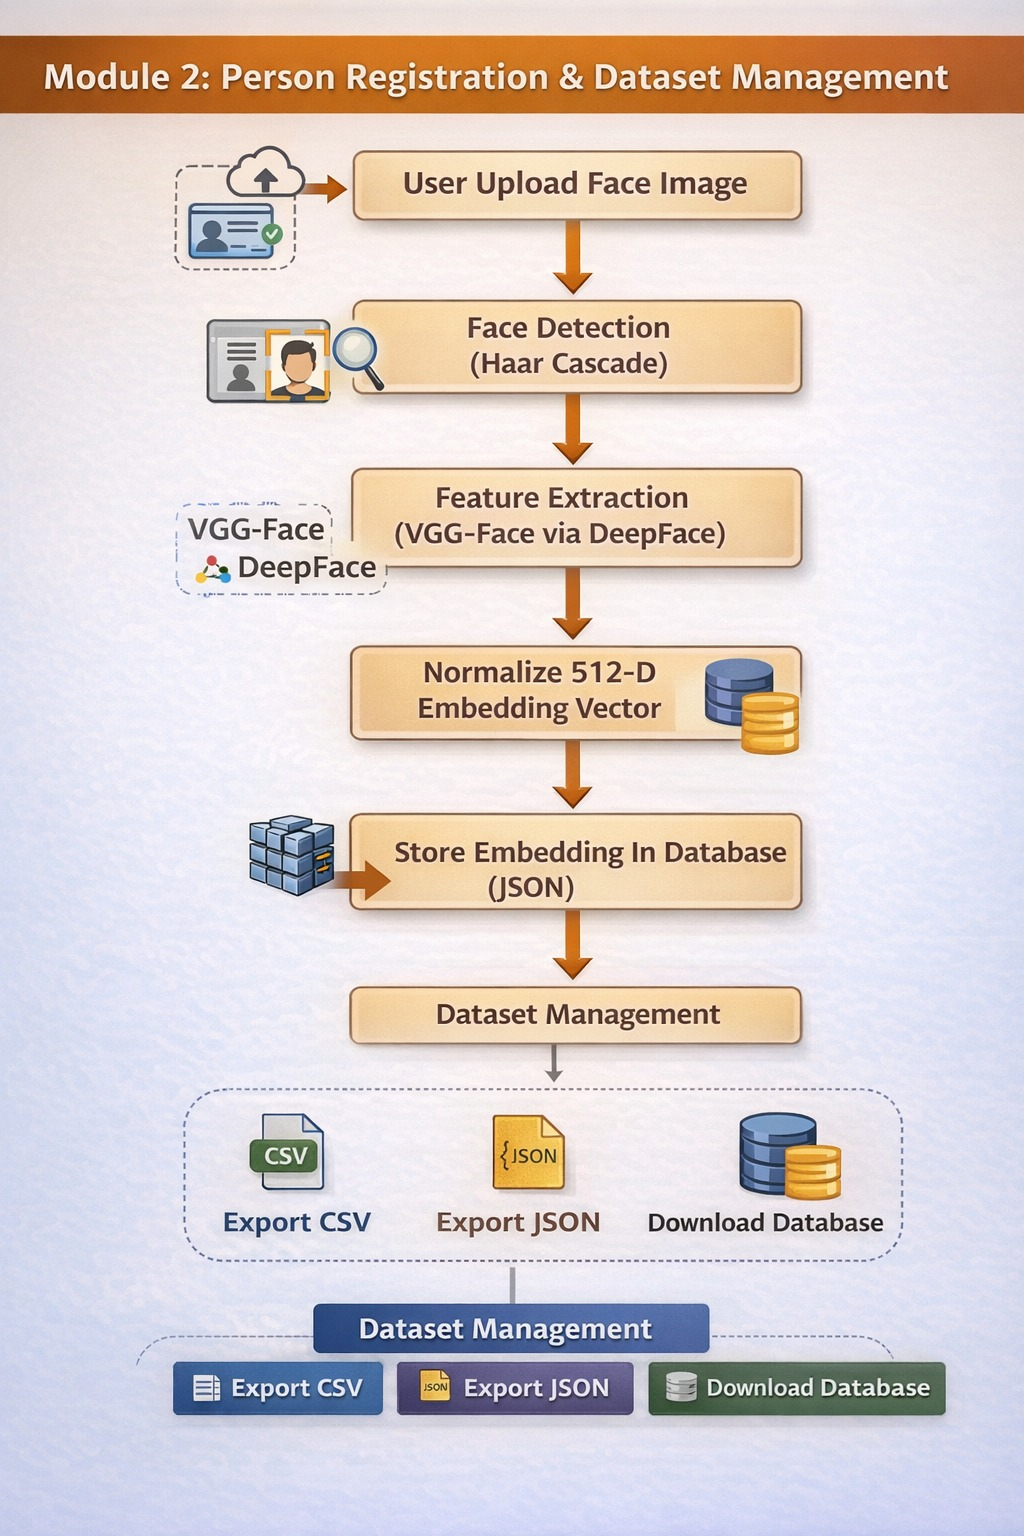 Module 2: Person Registration & Dataset Management
User Upload Face Image
Face Detection
(Haar Cascade)
Feature Extraction
(VGG-Face via DeepFace)
VGG-Face
DeepFace
Normalize 512-D
Embedding Vector
Store Embedding In Database
(JSON)
Dataset Management
CSV
{JSON
Export CSV
Export JSON
Download Database
Dataset Management
Export CSV
JSON
Export JSON
Download Database